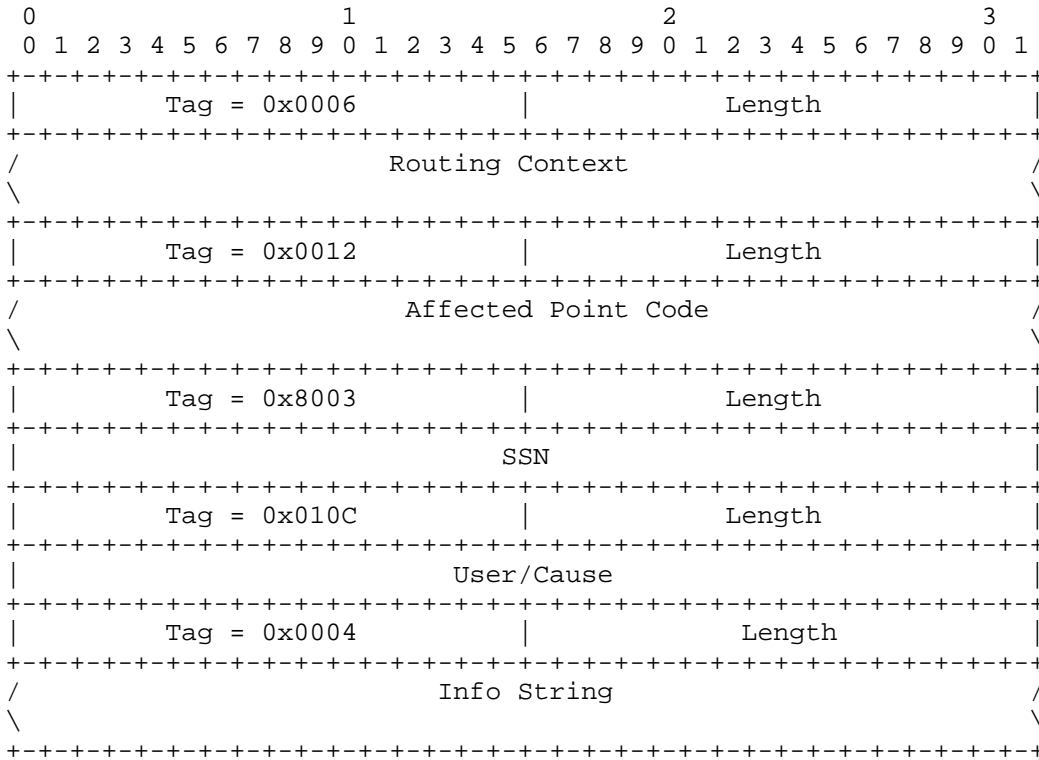 0                   1                   2                   3
 0 1 2 3 4 5 6 7 8 9 0 1 2 3 4 5 6 7 8 9 0 1 2 3 4 5 6 7 8 9 0 1
+-+-+-+-+-+-+-+-+-+-+-+-+-+-+-+-+-+-+-+-+-+-+-+-+-+-+-+-+-+-+-+-+
|         Tag = 0x0006          |            Length             |
+-+-+-+-+-+-+-+-+-+-+-+-+-+-+-+-+-+-+-+-+-+-+-+-+-+-+-+-+-+-+-+-+
/                       Routing Context                         /
\                                                               \
+-+-+-+-+-+-+-+-+-+-+-+-+-+-+-+-+-+-+-+-+-+-+-+-+-+-+-+-+-+-+-+-+
|         Tag = 0x0012          |            Length             |
+-+-+-+-+-+-+-+-+-+-+-+-+-+-+-+-+-+-+-+-+-+-+-+-+-+-+-+-+-+-+-+-+
/                        Affected Point Code                    /
\                                                               \
+-+-+-+-+-+-+-+-+-+-+-+-+-+-+-+-+-+-+-+-+-+-+-+-+-+-+-+-+-+-+-+-+
|         Tag = 0x8003          |            Length             |
+-+-+-+-+-+-+-+-+-+-+-+-+-+-+-+-+-+-+-+-+-+-+-+-+-+-+-+-+-+-+-+-+
|                              SSN                              |
+-+-+-+-+-+-+-+-+-+-+-+-+-+-+-+-+-+-+-+-+-+-+-+-+-+-+-+-+-+-+-+-+
|         Tag = 0x010C          |            Length             |
+-+-+-+-+-+-+-+-+-+-+-+-+-+-+-+-+-+-+-+-+-+-+-+-+-+-+-+-+-+-+-+-+
|                           User/Cause                          |
+-+-+-+-+-+-+-+-+-+-+-+-+-+-+-+-+-+-+-+-+-+-+-+-+-+-+-+-+-+-+-+-+
|         Tag = 0x0004          |             Length            |
+-+-+-+-+-+-+-+-+-+-+-+-+-+-+-+-+-+-+-+-+-+-+-+-+-+-+-+-+-+-+-+-+
/                          Info String                          /
\                                                               \
+-+-+-+-+-+-+-+-+-+-+-+-+-+-+-+-+-+-+-+-+-+-+-+-+-+-+-+-+-+-+-+-+